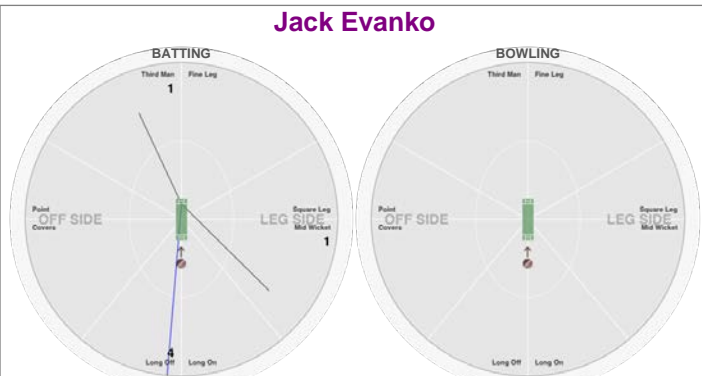 Jack Evanko
BATTING
Third Man Fine Leg
1
Point
OFF SIDE
Covers
Square Leg
LEG SIDE
Mid Wicket
1
4
Long Off Long On
BOWLING
Third Man Fine Leg
Point
OFF SIDE
Covers
Square Leg
LEG SIDE
Mid Wicket
Long Off Long On